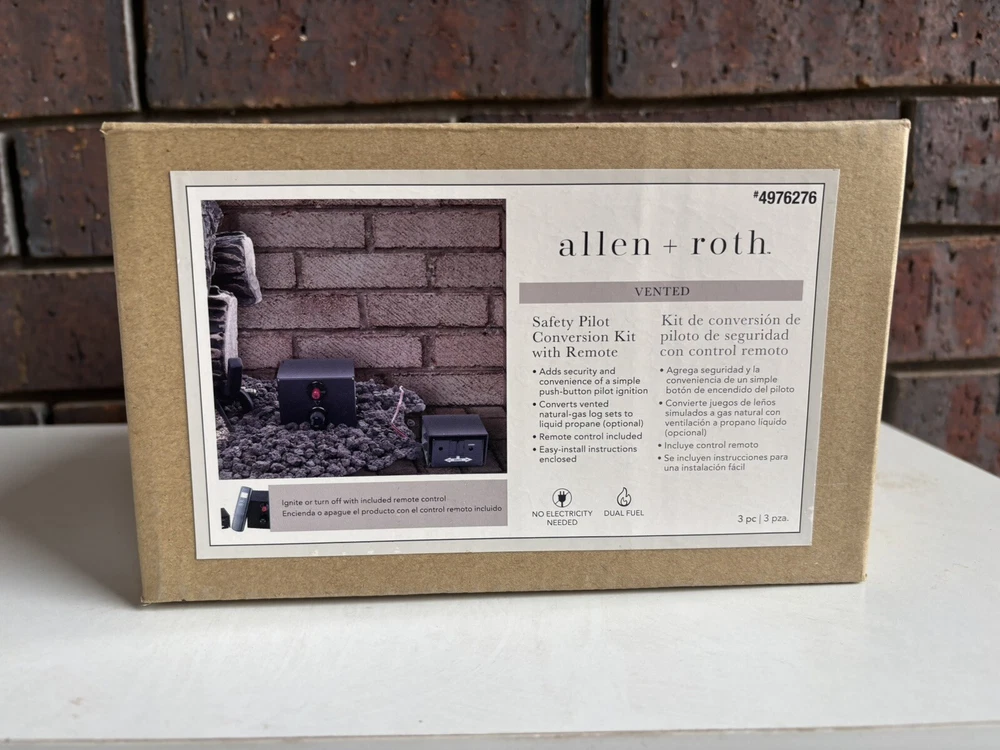 #4976276
allen + roth™
VENTED
Safety Pilot
Conversion Kit
with Remote
• Adds security and
convenience of a simple
push-button pilot ignition
• Converts vented
natural-gas log sets to
liquid propane (optional)
• Remote control included
• Easy-install instructions
enclosed
Kit de conversión de
piloto de seguridad
con control remoto
• Agrega seguridad y la
conveniencia de un simple
botón de encendido del piloto
• Convierte juegos de leños
simulados a gas natural con
ventilación a propano líquido
(opcional)
• Incluye control remoto
• Se incluyen instrucciones para
una instalación fácil
NO ELECTRICITY
NEEDED
DUAL FUEL
3 pc | 3 pza.
Ignite or turn off with included remote control
Encienda o apague el producto con el control remoto incluido